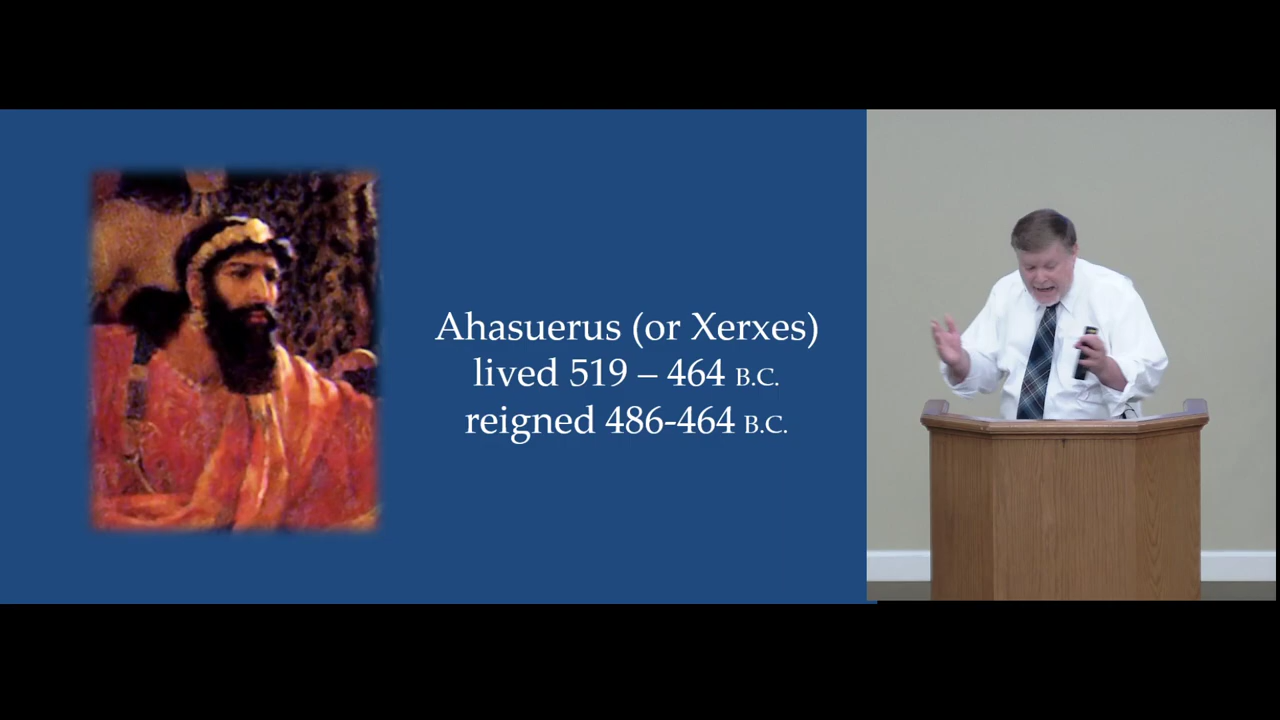 Ahasuerus (or Xerxes)
lived 519 – 464 B.C.
reigned 486-464 B.C.